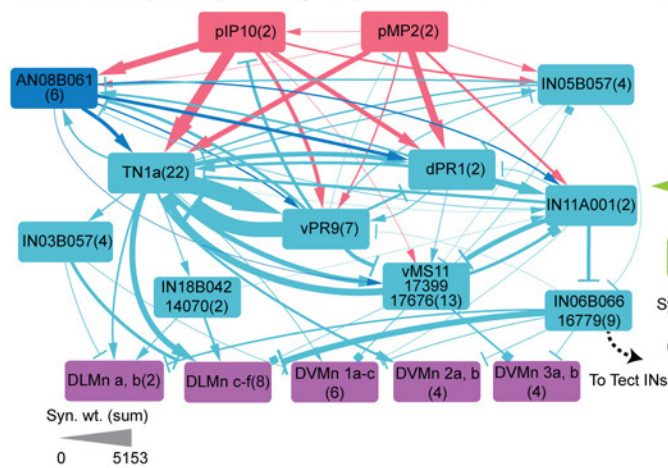 pIP10(2)
pMP2(2)
AN08B061
(6)
IN05B057(4)
TN1a(22)
dPR1(2)
IN11A001(2)
vPR9(7)
IN03B057(4)
IN18B042
14070(2)
vMS11
17399
17676(13)
IN06B066
16779(9)
DLMn a, b(2)
DLMn c-f(8)
DVMn 1a-c
(6)
DVMn 2a, b
(4)
DVMn 3a, b
(4)
To Tect INs
Syn. wt. (sum)
0 5153